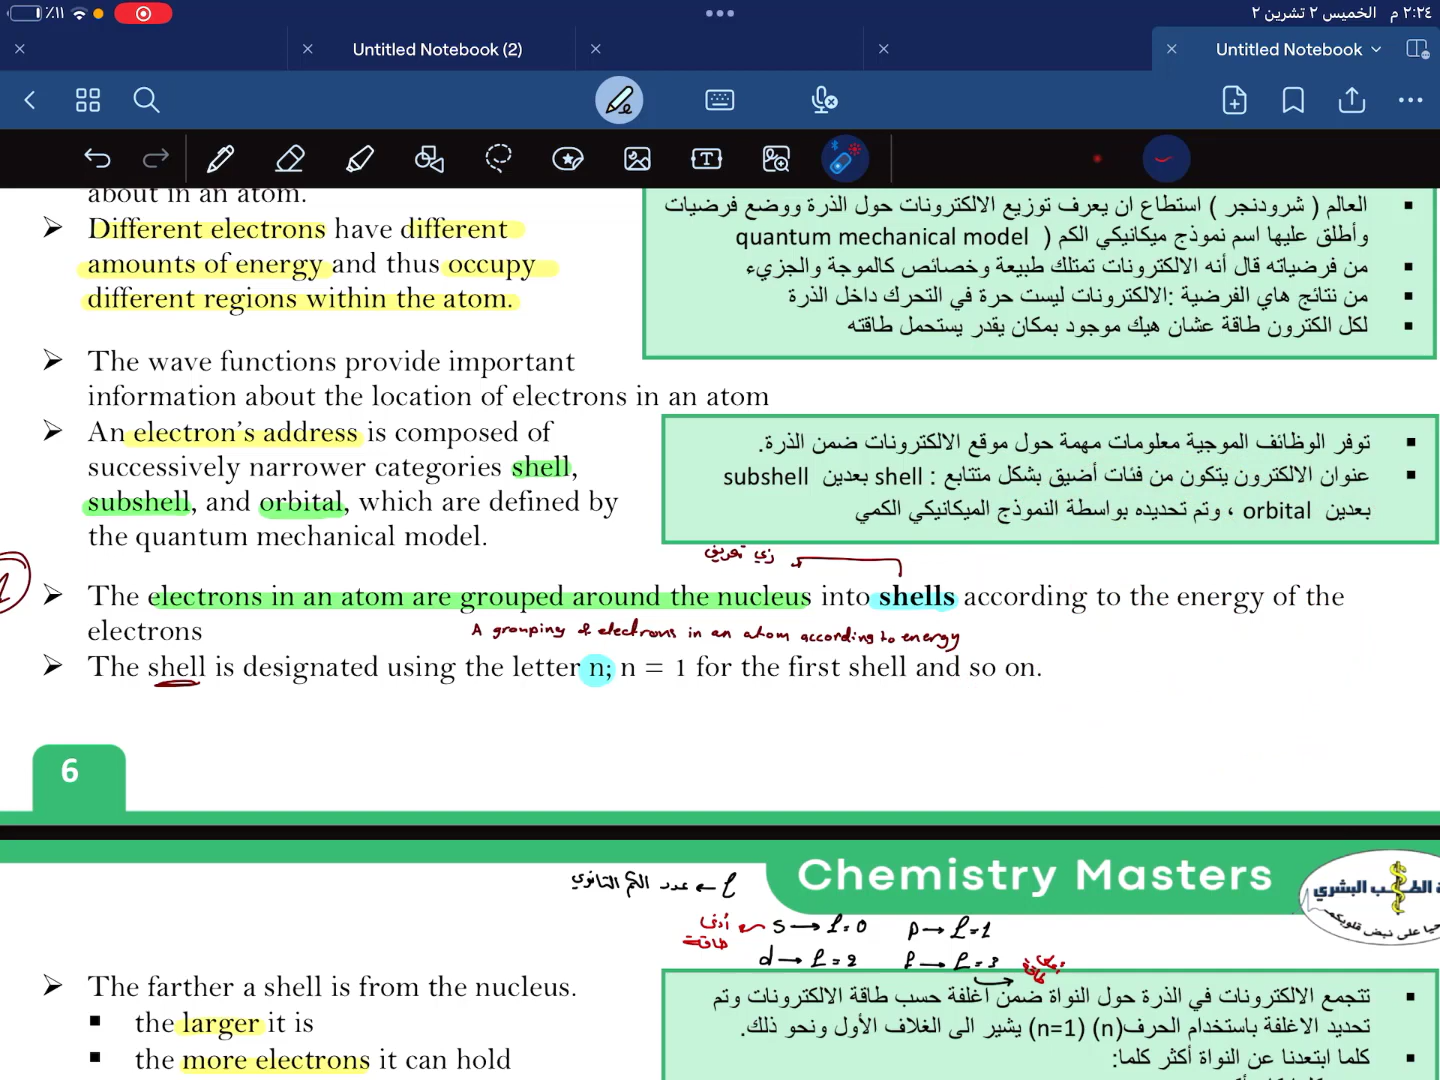 ٪١١
٢:٢٤ م الخميس ٢ تشرين ٢
Untitled Notebook (2)
Untitled Notebook
about in an atom.
➢ Different electrons have different
amounts of energy and thus occupy
different regions within the atom.
▪ العالم ( شرودنجر ) استطاع ان يعرف توزيع الالكترونات حول الذرة ووضع فرضيات
وأطلق عليها اسم نموذج ميكانيكي الكم ( quantum mechanical model
▪ من فرضياته قال أنه الالكترونات تمتلك طبيعة وخصائص كالموجة والجزيء
▪ من نتائج هاي الفرضية :الالكترونات ليست حرة في التحرك داخل الذرة
▪ لكل الكترون طاقة عشان هيك موجود بمكان يقدر يستحمل طاقته
➢ The wave functions provide important
information about the location of electrons in an atom
➢ An electron’s address is composed of
successively narrower categories shell,
subshell, and orbital, which are defined by
the quantum mechanical model.
▪ توفر الوظائف الموجية معلومات مهمة حول موقع الالكترونات ضمن الذرة.
▪ عنوان الالكترون يتكون من فئات أضيق بشكل متتابع : shell بعدين subshell
بعدين orbital ، وتم تحديده بواسطة النموذج الميكانيكي الكمي
زي تعريف
1
➢ The electrons in an atom are grouped around the nucleus into shells according to the energy of the
electrons
A grouping of electrons in an atom according to energy
➢ The shell is designated using the letter n; n = 1 for the first shell and so on.
6
Chemistry Masters
الطب البشري
على نبض قلوبكم
ℓ ← عدد الكم الثانوي
أدنى طاقة s → ℓ=0 p → ℓ=1
d → ℓ=2 f → ℓ=3 أعلى طاقة
➢ The farther a shell is from the nucleus.
▪ the larger it is
▪ the more electrons it can hold
▪ تتجمع الالكترونات في الذرة حول النواة ضمن أغلفة حسب طاقة الالكترونات وتم
تحديد الاغلفة باستخدام الحرف(n) (n=1) يشير الى الغلاف الأول ونحو ذلك.
▪ كلما ابتعدنا عن النواة أكثر كلما: